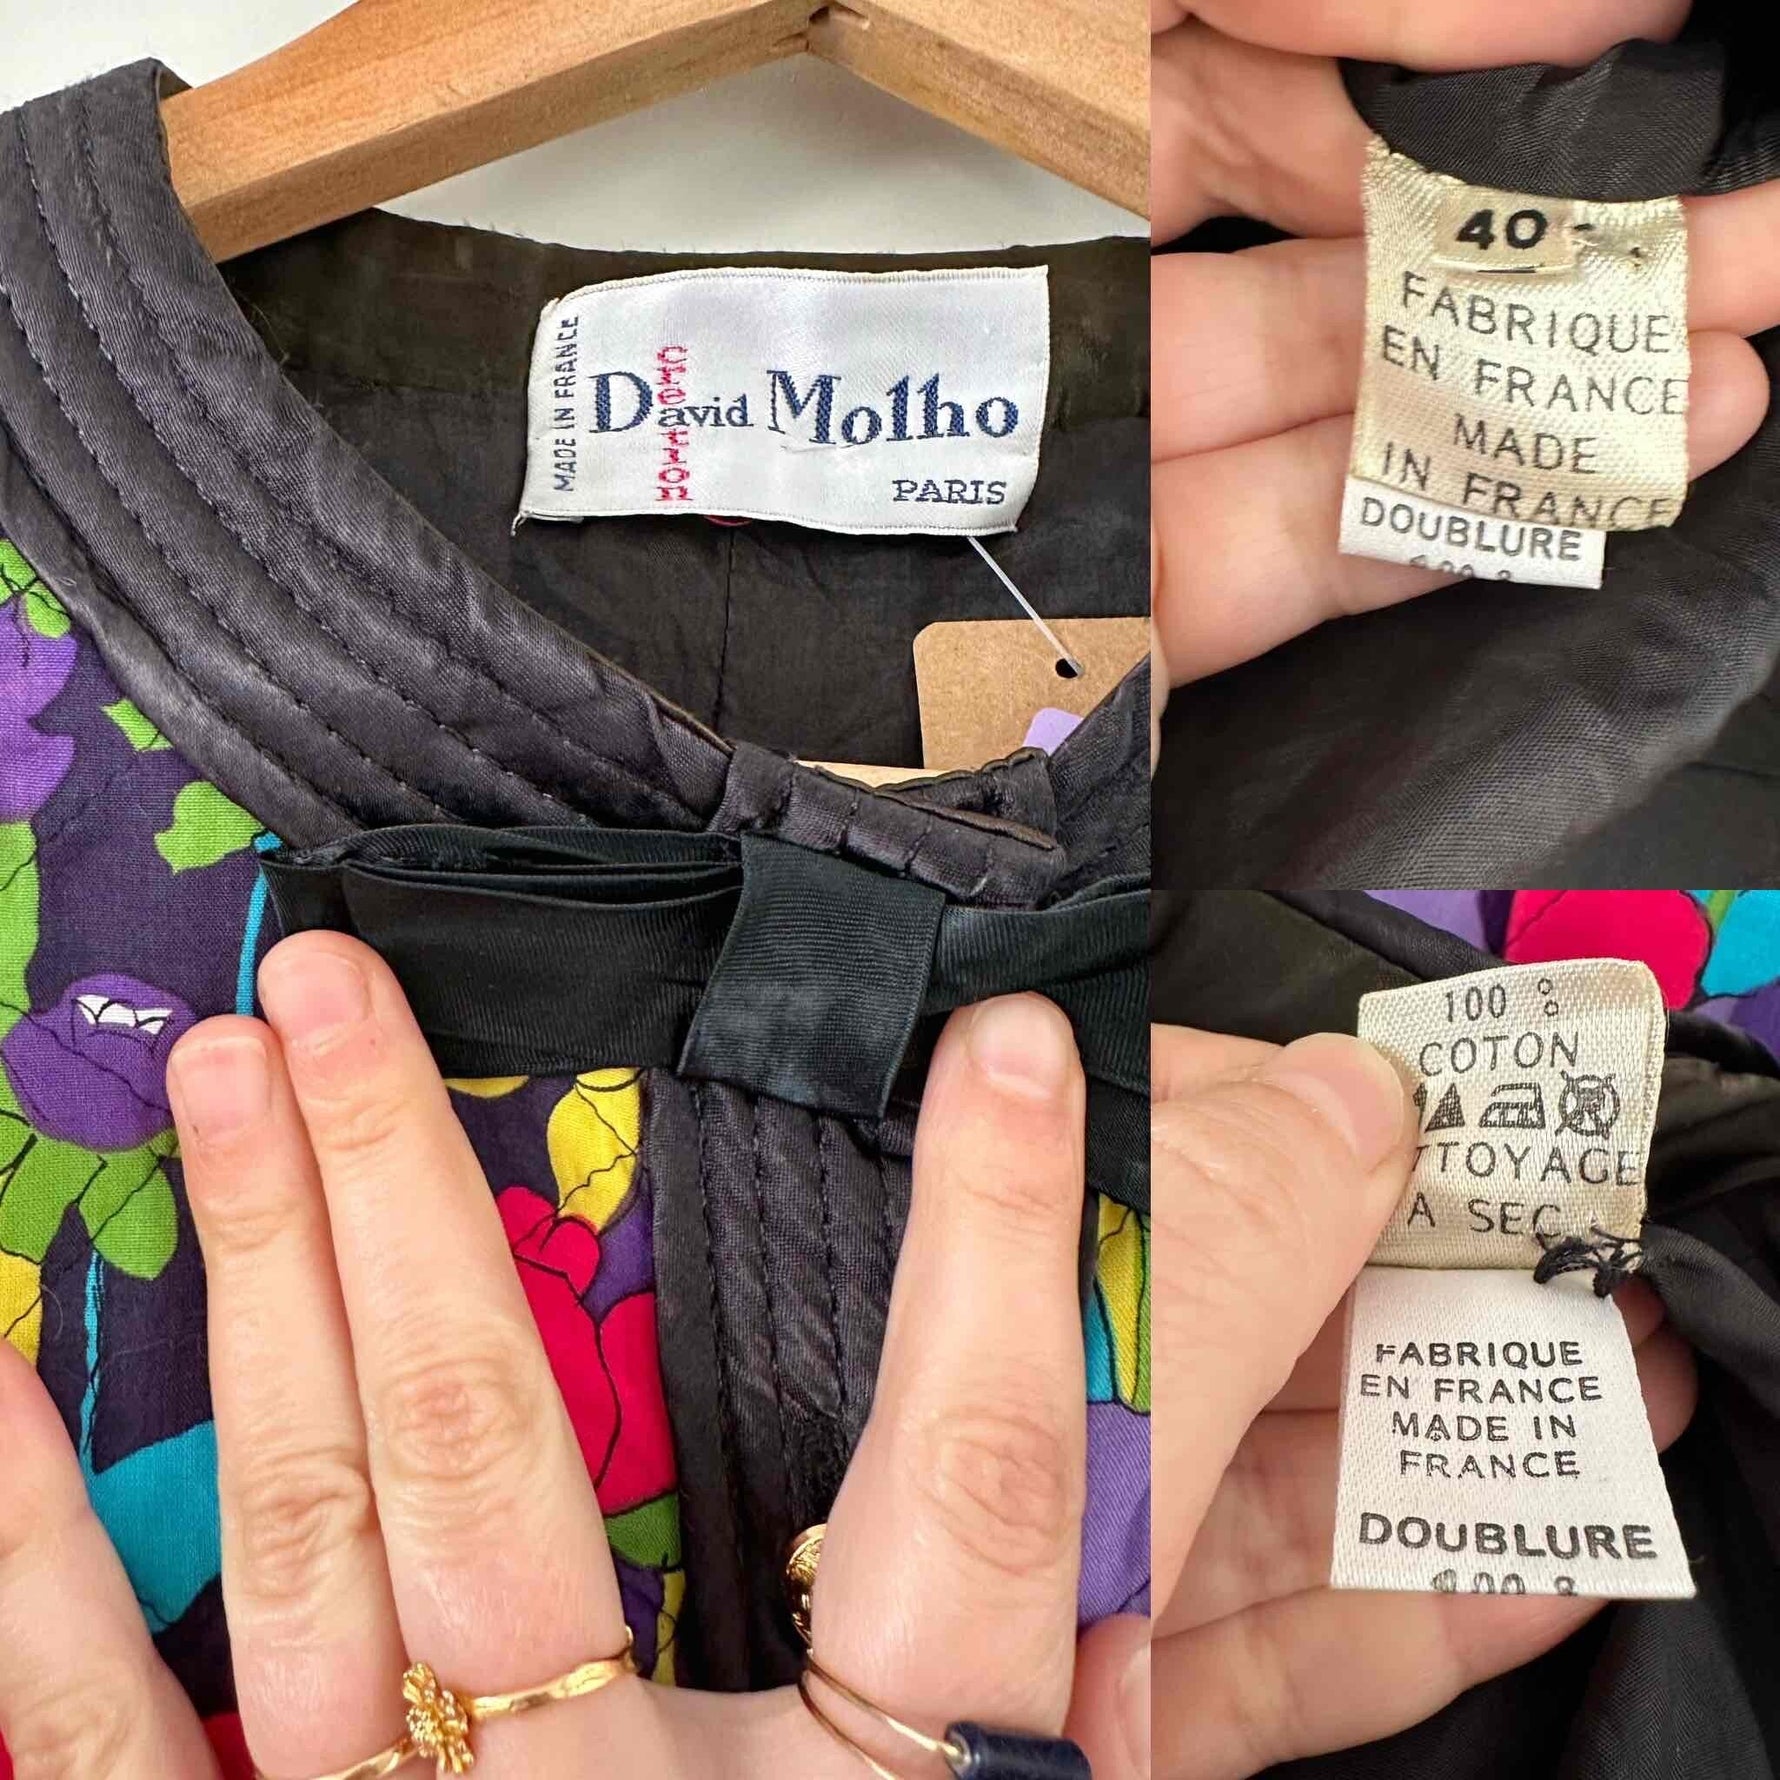 MADE IN FRANCE
David Molho
PARIS
40
FABRIQUE
EN FRANCE
MADE
IN FRANCE
DOUBLURE
100 %
COTON
A SEC
FABRIQUE
EN FRANCE
MADE IN
FRANCE
DOUBLURE